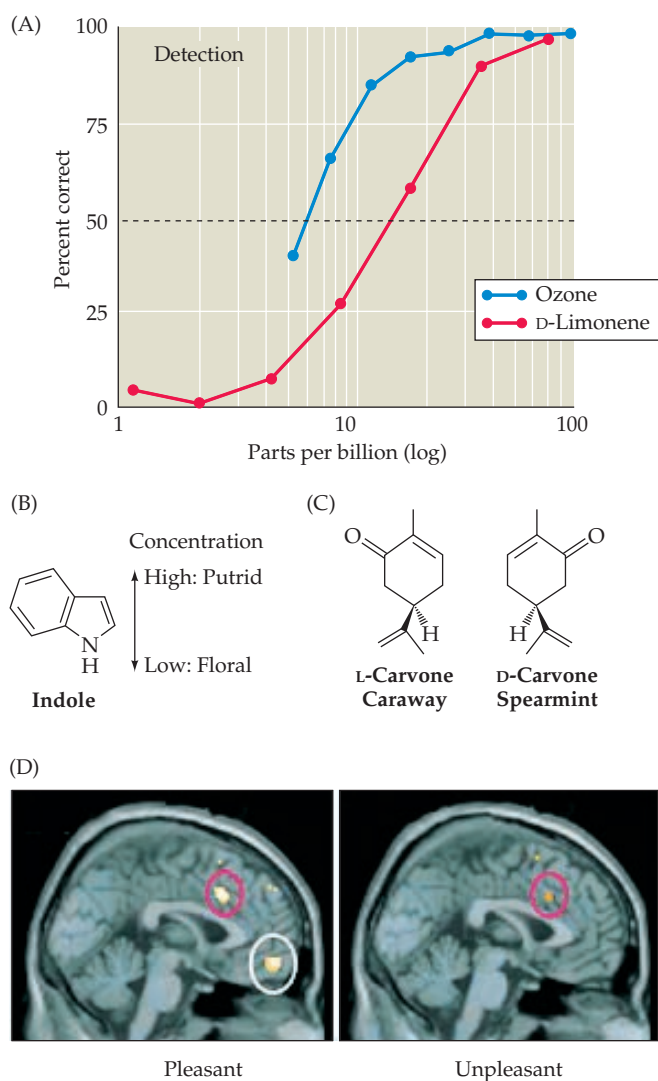 (A)
100
75
50
25
0
Percent correct
Detection
Ozone
D-Limonene
1
10
100
Parts per billion (log)
(B)
Concentration
High: Putrid
Low: Floral
N
H
Indole
(C)
O
H
L-Carvone
Caraway
O
H
D-Carvone
Spearmint
(D)
Pleasant
Unpleasant